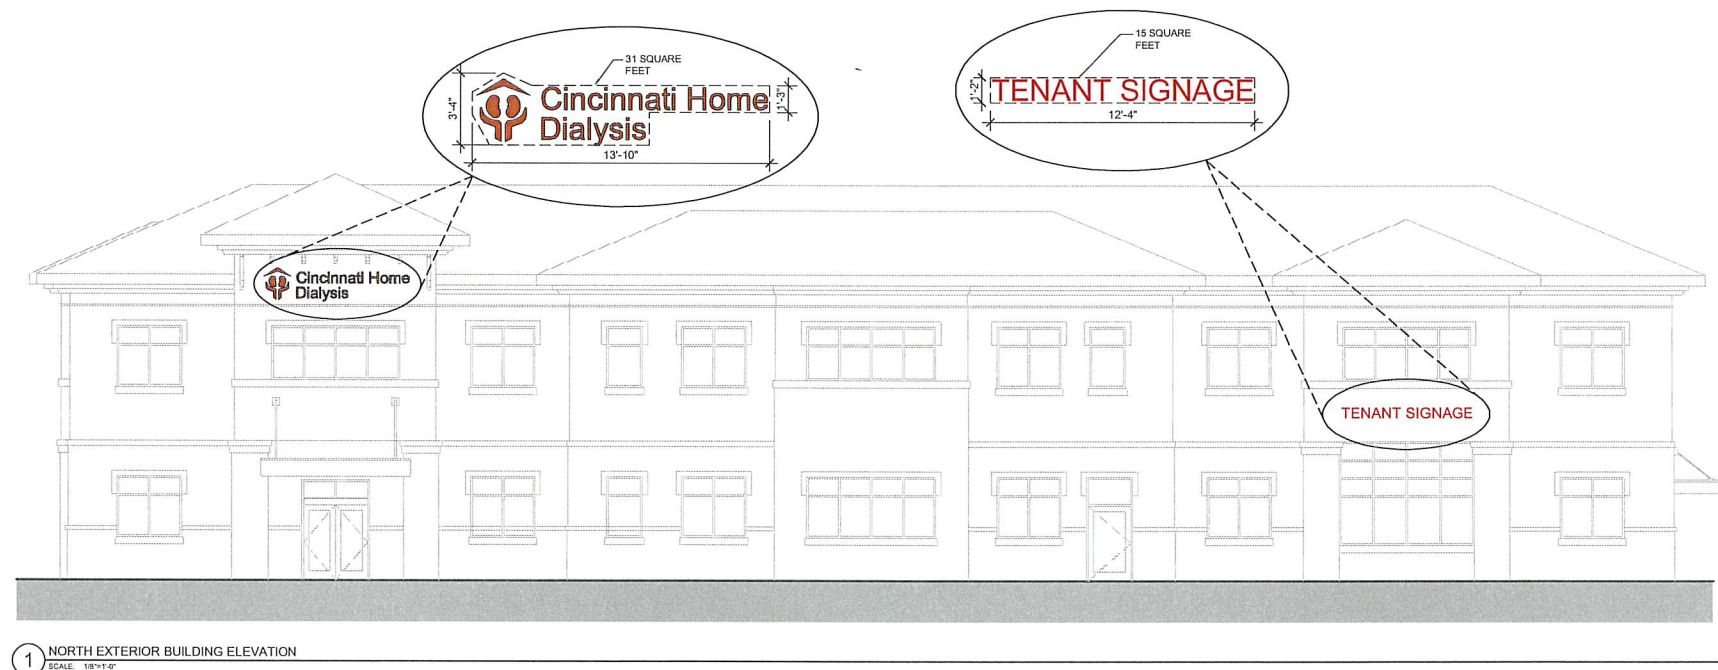 31 SQUARE
FEET
3'-4"
Cincinnati Home
Dialysis
1'-3"
13'-10"
15 SQUARE
FEET
1'-2"
TENANT SIGNAGE
12'-4"
Cincinnati Home
Dialysis
TENANT SIGNAGE
1
NORTH EXTERIOR BUILDING ELEVATION
SCALE: 1/8"=1'-0"